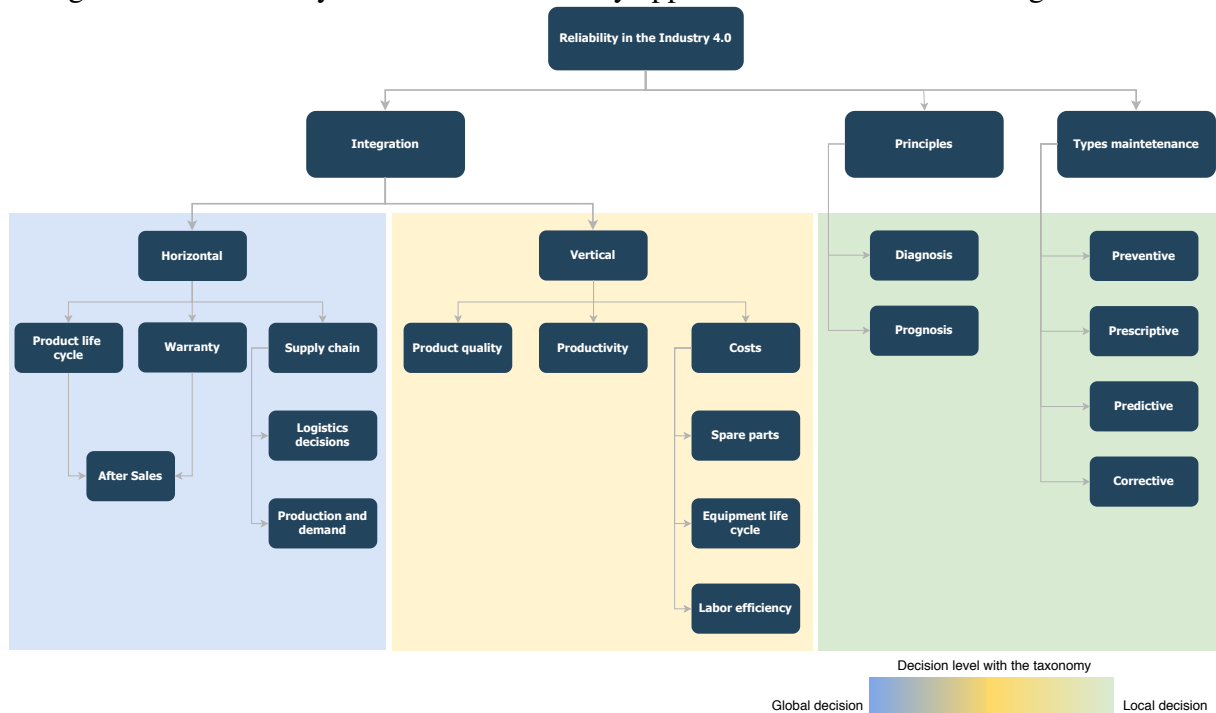 Reliability in the Industry 4.0
Integration
Principles
Types maintetenance
Horizontal
Vertical
Diagnosis
Preventive
Product life
cycle
Warranty
Supply chain
Product quality
Productivity
Costs
Prognosis
Prescriptive
Logistics
decisions
Spare parts
Predictive
After Sales
Corrective
Production and
demand
Equipment life
cycle
Labor efficiency
Decision level with the taxonomy
Global decision
Local decision